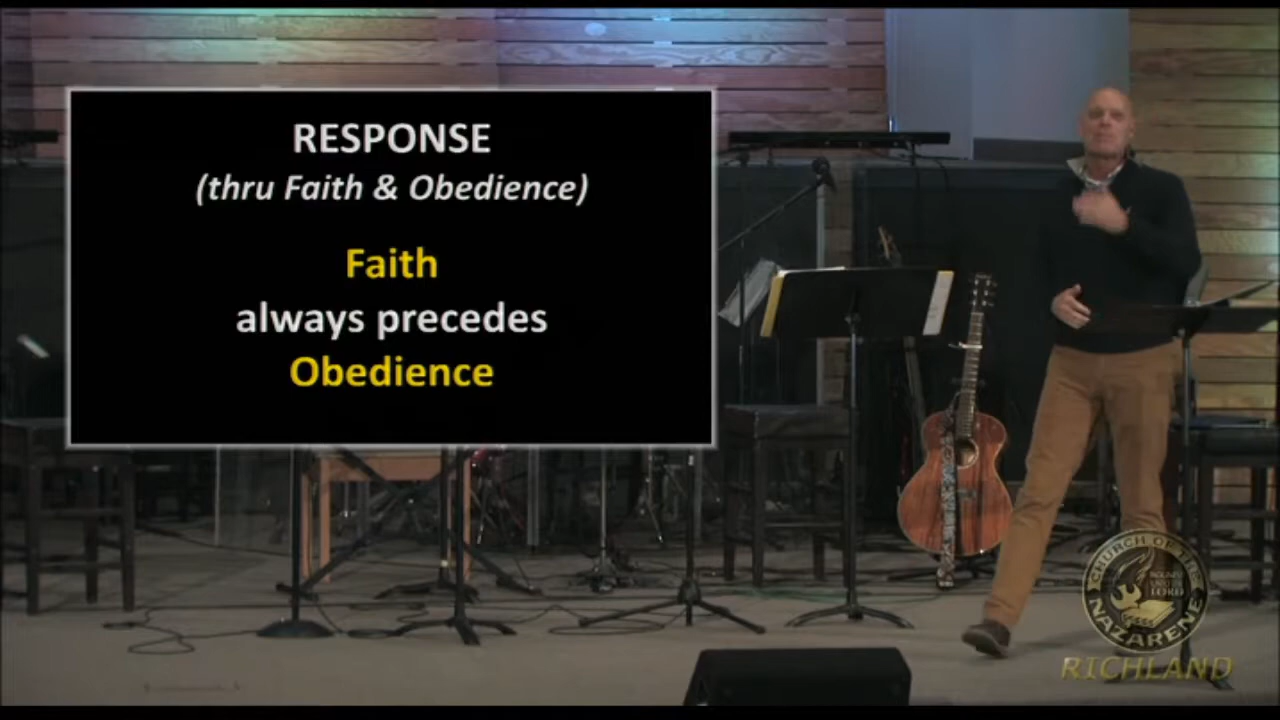 RESPONSE
(thru Faith & Obedience)
Faith
always precedes
Obedience
CHURCH OF THE
NAZARENE
RICHLAND